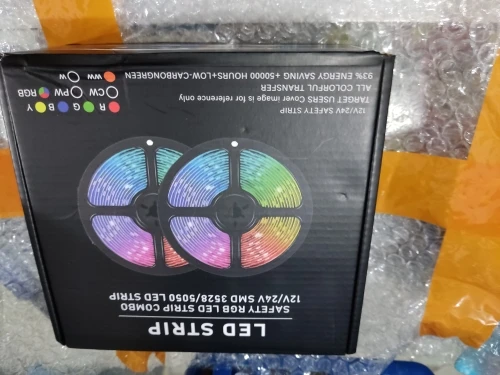 LED STRIP
SAFETY RGB LED STRIP COMBO
12V/24V SMD 3528/5050 LED STRIP
12V/24V SAFETY STRIP
TARGET USERS Cover image is for reference only
ALL COLORFUL TRANSFER
93% ENERGY SAVING +50000 HOURS+LOW-CARBONGREEN
R G B Y
CW PW RGB
WW W